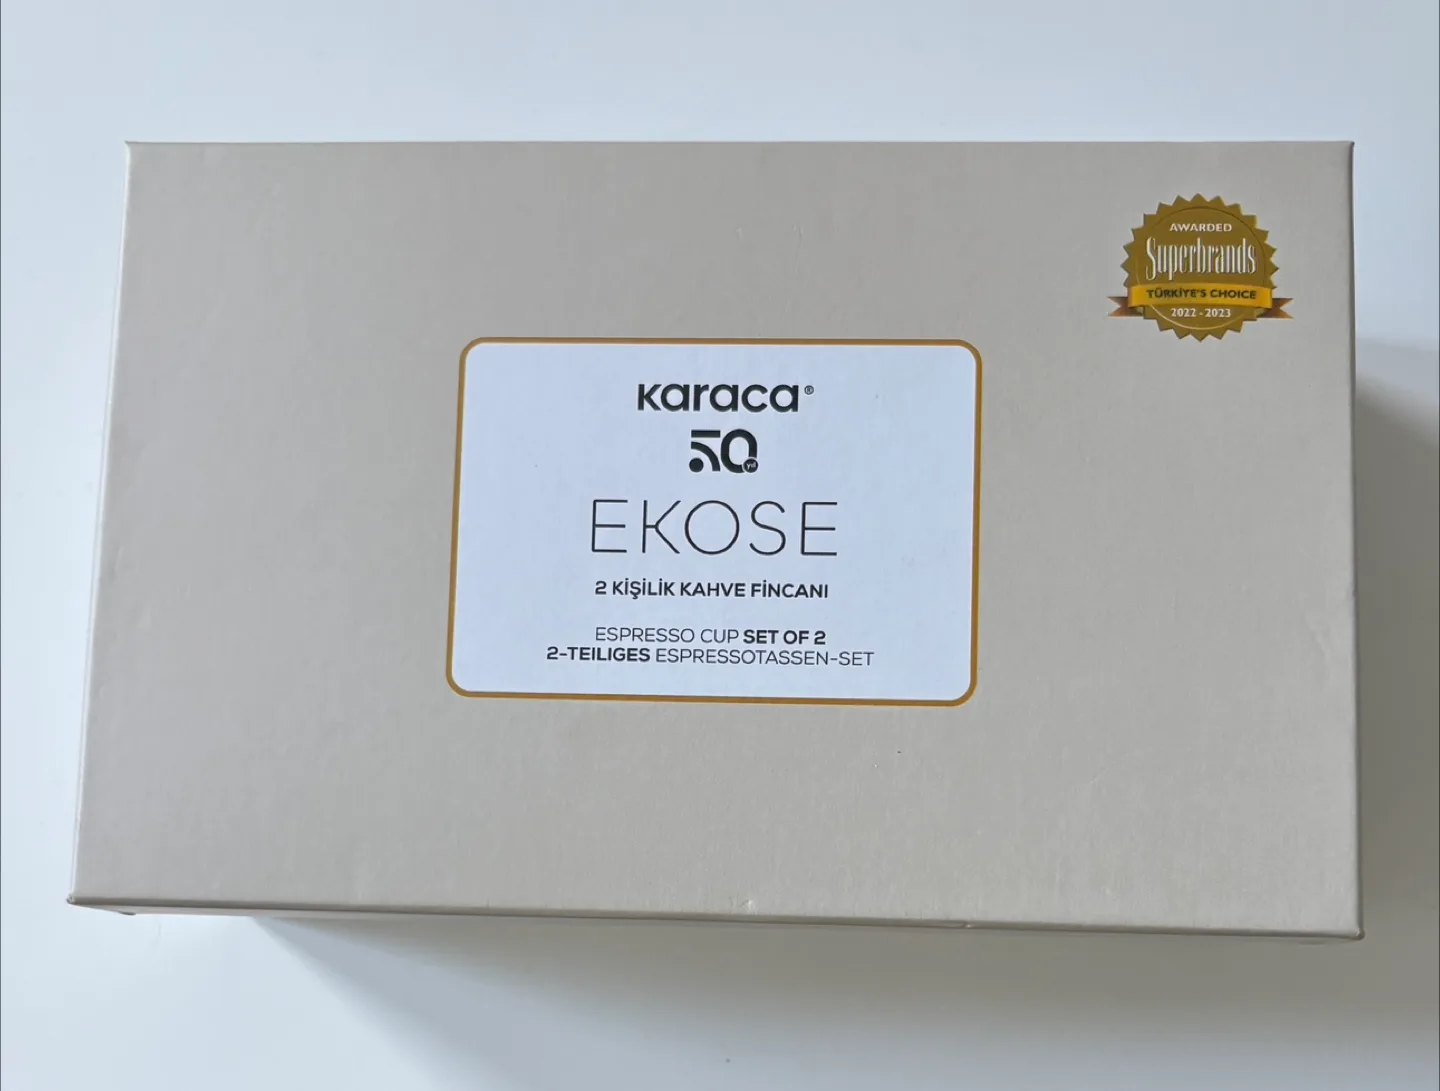 AWARDED
Superbrands
TÜRKİYE'S CHOICE
2022 - 2023
karaca®
50
yıl
EKOSE
2 KİŞİLİK KAHVE FİNCANI
ESPRESSO CUP SET OF 2
2-TEILIGES ESPRESSOTASSEN-SET